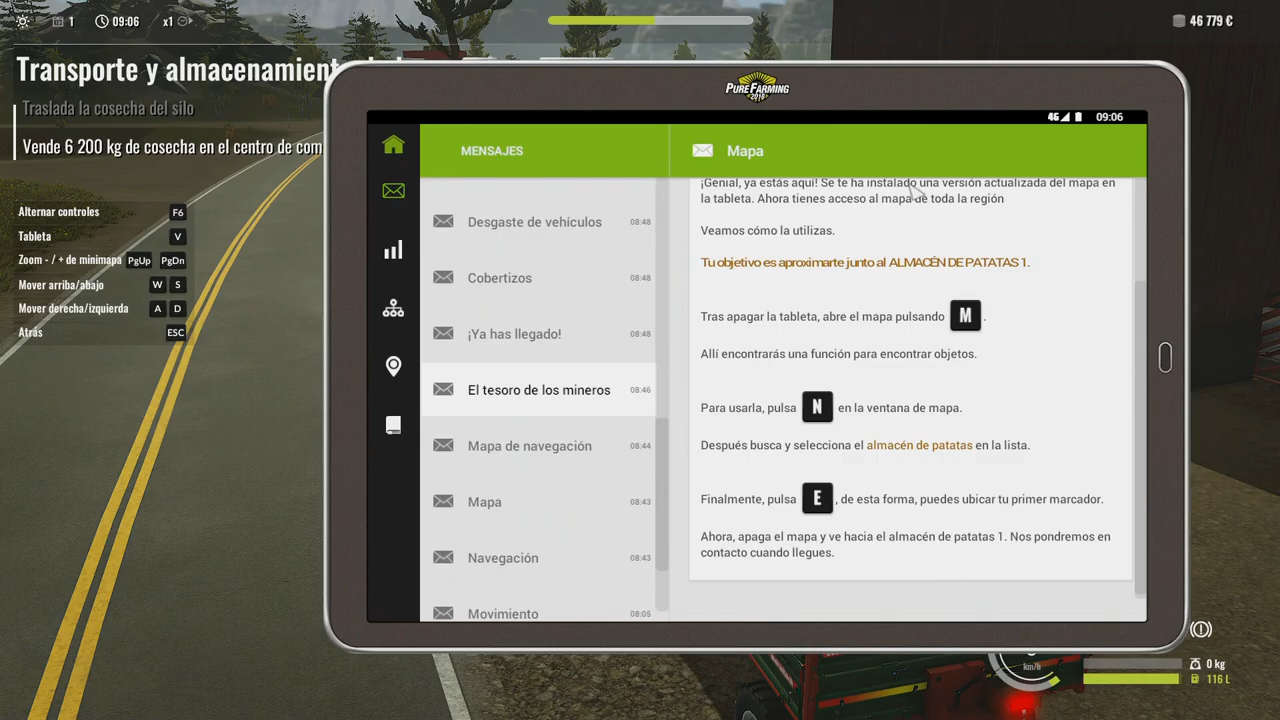 1
09:06
x1
46 779 €
Transporte y almacenamiento
Traslada la cosecha del silo
Vende 6 200 kg de cosecha en el centro de com
Alternar controles F6
Tableta V
Zoom - / + de minimapa PgUp PgDn
Mover arriba/abajo W S
Mover derecha/izquierda A D
Atrás ESC
PURE FARMING
2018
4G 09:06
MENSAJES
Mapa
Desgaste de vehículos 08:48
Cobertizos 08:48
¡Ya has llegado! 08:48
El tesoro de los mineros 08:46
Mapa de navegación 08:44
Mapa 08:43
Navegación 08:43
Movimiento 08:05
¡Genial, ya estás aquí! Se te ha instalado una versión actualizada del mapa en
la tableta. Ahora tienes acceso al mapa de toda la región
Veamos cómo la utilizas.
Tu objetivo es aproximarte junto al ALMACÉN DE PATATAS 1.
Tras apagar la tableta, abre el mapa pulsando M .
Allí encontrarás una función para encontrar objetos.
Para usarla, pulsa N en la ventana de mapa.
Después busca y selecciona el almacén de patatas en la lista.
Finalmente, pulsa E , de esta forma, puedes ubicar tu primer marcador.
Ahora, apaga el mapa y ve hacia el almacén de patatas 1. Nos pondremos en
contacto cuando llegues.
km/h
0 kg
116 L